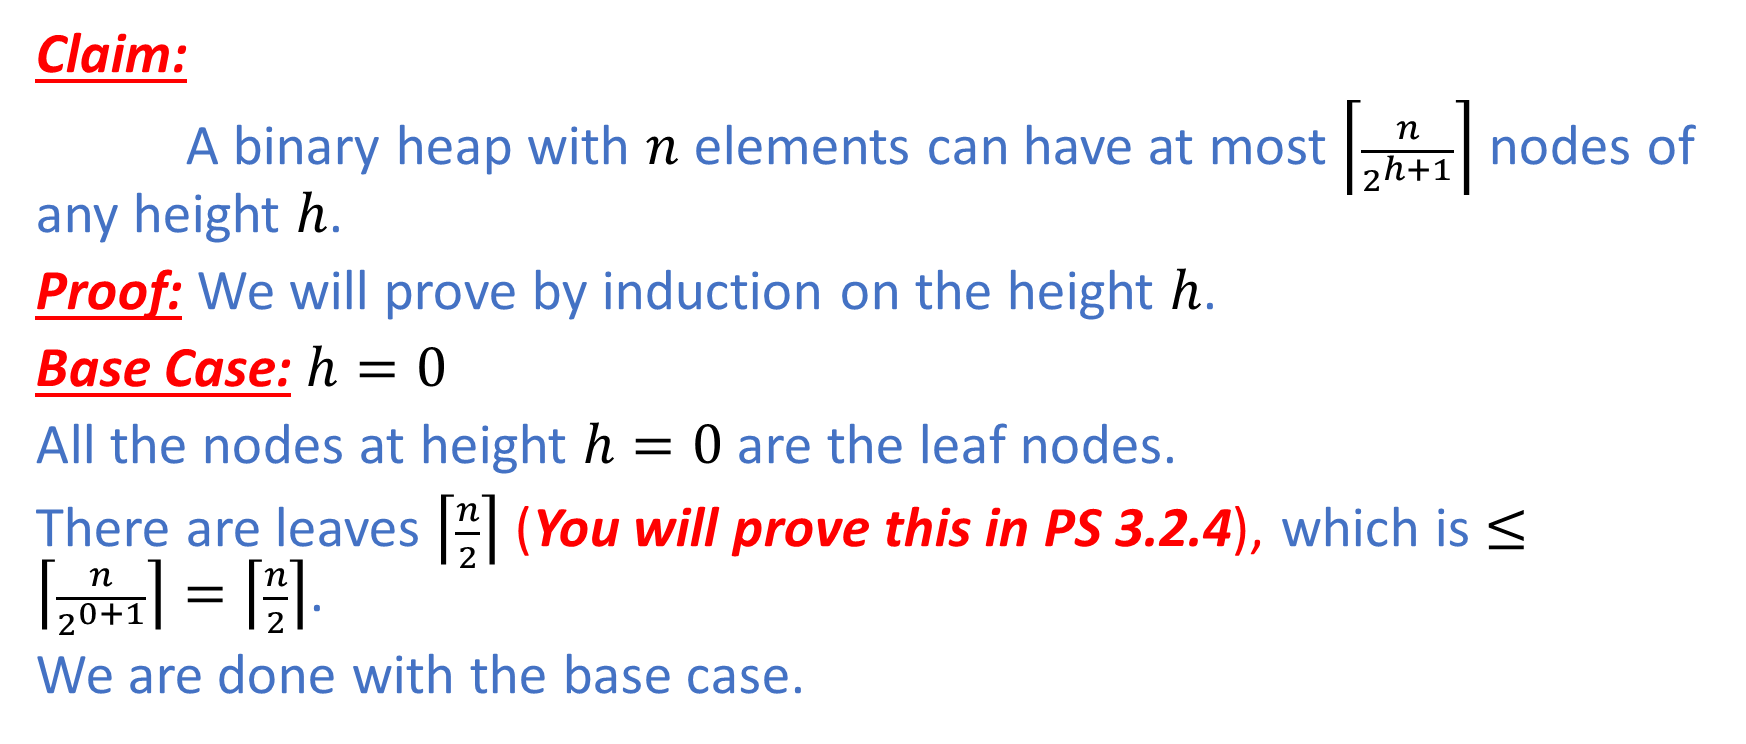 Claim:
A binary heap with n elements can have at most ⌈n/2^{h+1}⌉ nodes of
any height h.
Proof: We will prove by induction on the height h.
Base Case: h = 0
All the nodes at height h = 0 are the leaf nodes.
There are leaves ⌈n/2⌉ (You will prove this in PS 3.2.4), which is ≤
⌈n/2^{0+1}⌉ = ⌈n/2⌉.
We are done with the base case.